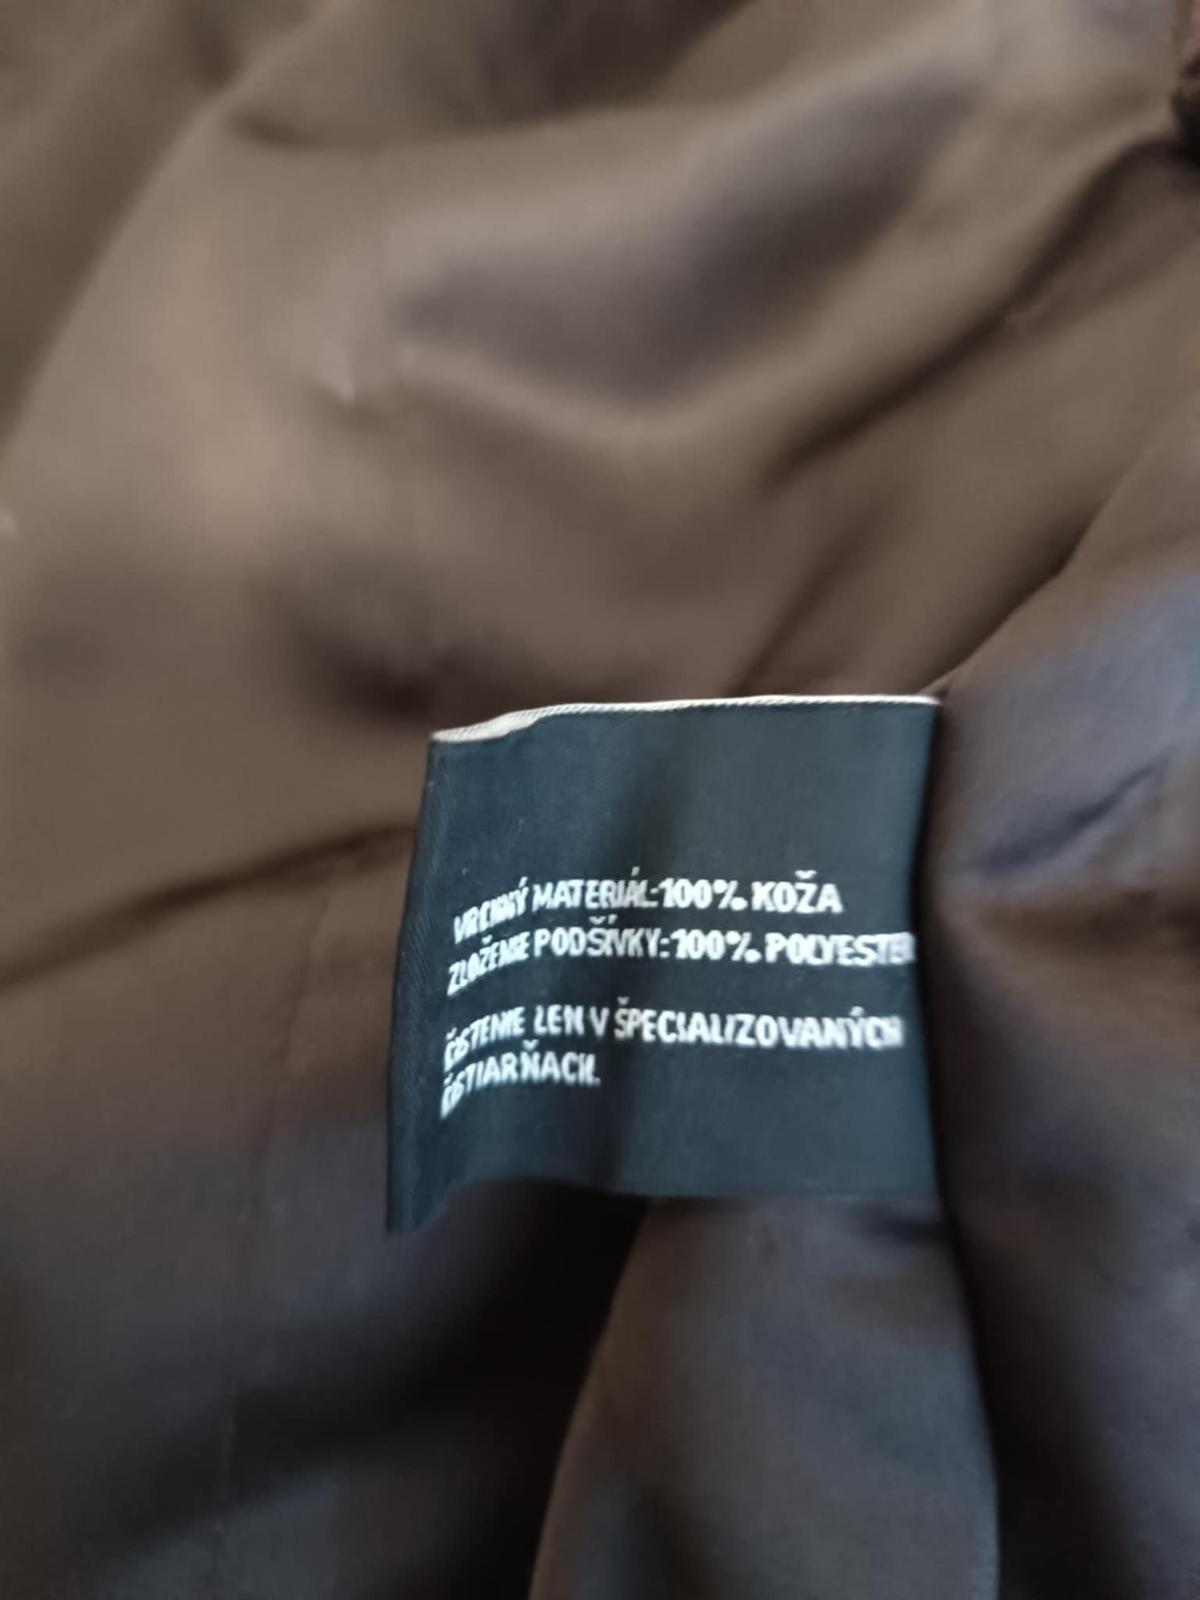 VRCHNÝ MATERIÁL:100% KOŽA
ZLOŽENIE PODŠÍVKY:100% POLYESTER
ČISTENIE LEN V ŠPECIALIZOVANÝCH
ČISTIARŇACH.